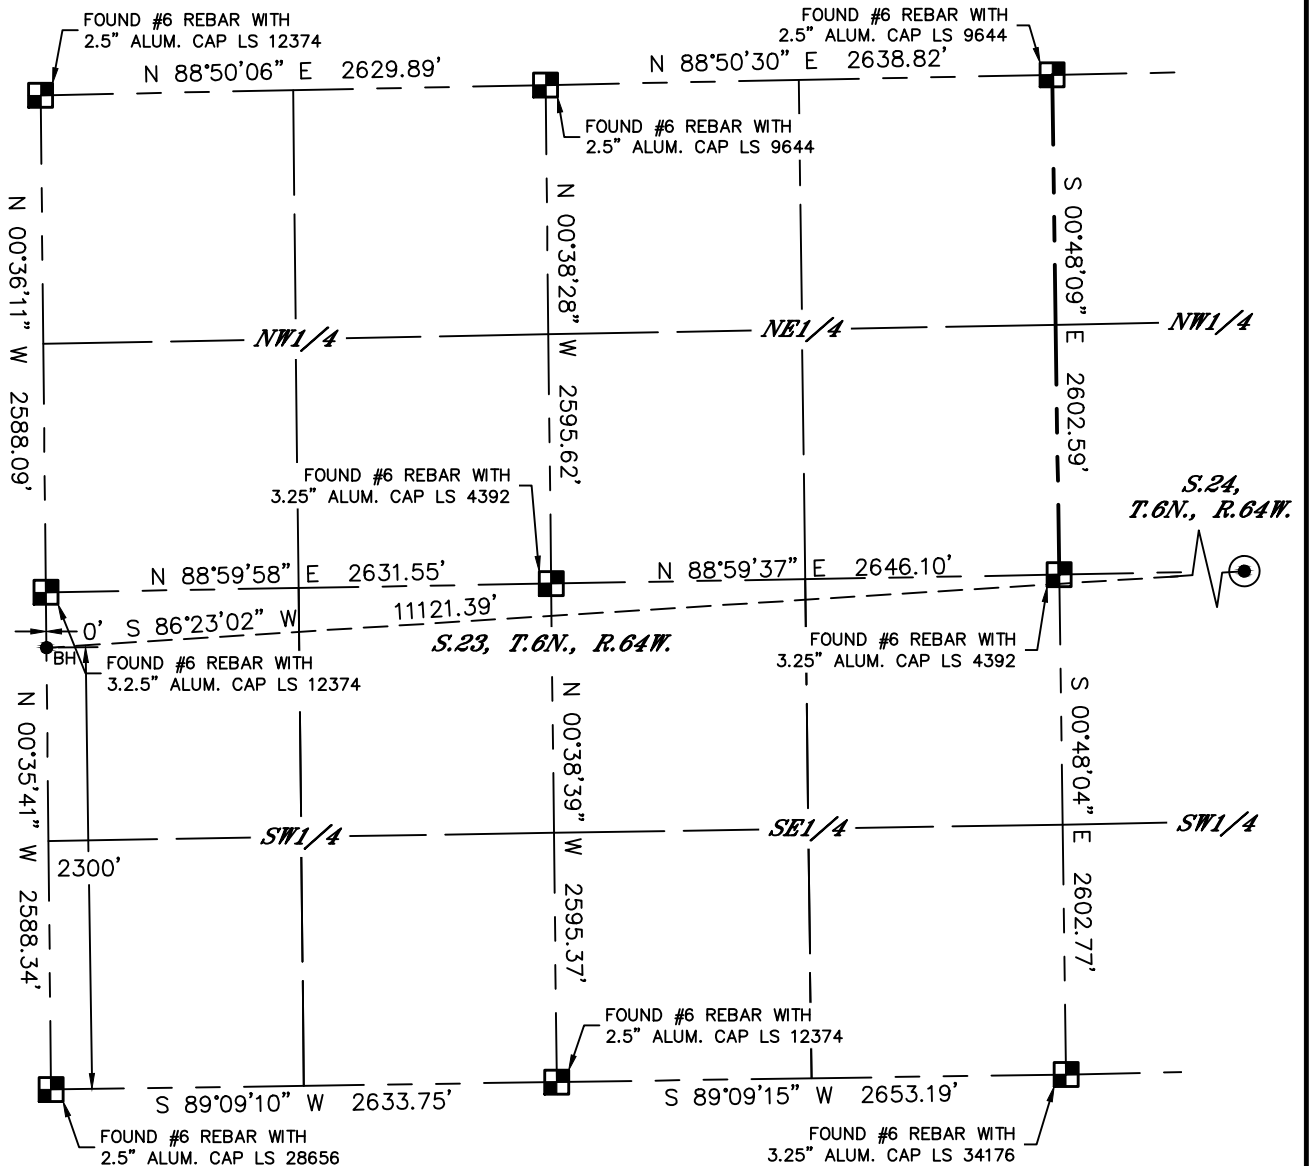 FOUND #6 REBAR WITH
2.5" ALUM. CAP LS 12374
FOUND #6 REBAR WITH
2.5" ALUM. CAP LS 9644
N 88°50'06" E 2629.89'
N 88°50'30" E 2638.82'
FOUND #6 REBAR WITH
2.5" ALUM. CAP LS 9644
N 00°36'11" W 2588.09'
N 00°38'28" W 2595.62'
S 00°48'09" E 2602.59'
NW1/4
NE1/4
NW1/4
FOUND #6 REBAR WITH
3.25" ALUM. CAP LS 4392
S.24,
T.6N., R.64W.
N 88°59'58" E 2631.55'
N 88°59'37" E 2646.10'
0'
S 86°23'02" W 11121.39'
S.23, T.6N., R.64W.
BH
FOUND #6 REBAR WITH
3.2.5" ALUM. CAP LS 12374
FOUND #6 REBAR WITH
3.25" ALUM. CAP LS 4392
N 00°35'41" W 2588.34'
N 00°38'39" W 2595.37'
S 00°48'04" E 2602.77'
SW1/4
SE1/4
SW1/4
2300'
FOUND #6 REBAR WITH
2.5" ALUM. CAP LS 12374
S 89°09'10" W 2633.75'
S 89°09'15" W 2653.19'
FOUND #6 REBAR WITH
2.5" ALUM. CAP LS 28656
FOUND #6 REBAR WITH
3.25" ALUM. CAP LS 34176